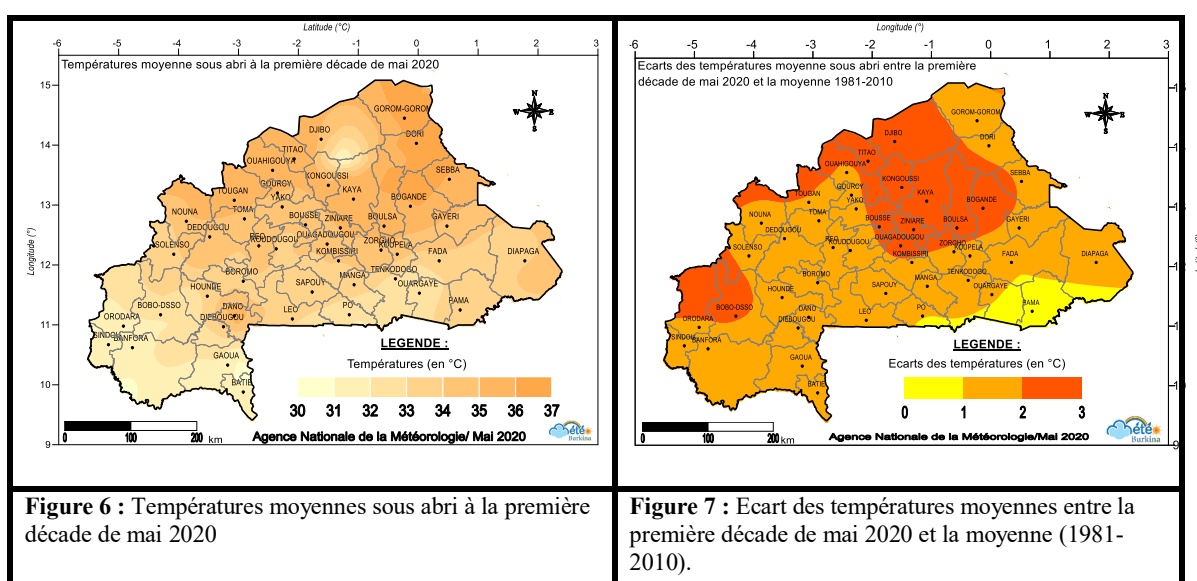 Latitude (°C)
-6 -5 -4 -3 -2 -1 0 1 2 3
Températures moyenne sous abri à la première décade de mai 2020
15
14
13
12
11
10
9
Longitude (°)
N
W E
S
GOROM-GOROM
DJIBO
DORI
TITAO
OUAHIGOUYA
KONGOUSSI
SEBBA
GOURCY
KAYA
TOUGAN
YAKO
BOGANDE
NOUNA
TOMA
BOUSSE
ZINIARE
BOULSA
GAYERI
DEDOUGOU
REO
KOUDOUGOU
OUAGADOUGOU
ZORGHO
KOUPELA
SOLENSO
KOMBISSIRI
FADA
DIAPAGA
BOROMO
MANGA
TENKODOGO
HOUNDE
SAPOUY
OUARGAYE
BOBO-DSSO
DANO
LEO
PO
PAMA
ORODARA
DIEBOUGOU
SINDOU
BANFORA
GAOUA
BATIE
LEGENDE :
Températures (en °C)
30 31 32 33 34 35 36 37
0 100 200 km
Agence Nationale de la Météorologie/ Mai 2020
étéo
Burkina
Figure 6 : Températures moyennes sous abri à la première
décade de mai 2020
Longitude (°)
-6 -5 -4 -3 -2 -1 0 1 2 3
Ecarts des températures moyenne sous abri entre la première
décade de mai 2020 et la moyenne 1981-2010
N
W E
S
GOROM-GOROM
DJIBO
DORI
TITAO
OUAHIGOUYA
KONGOUSSI
SEBBA
GOURCY
KAYA
TOUGAN
YAKO
BOGANDE
NOUNA
TOMA
BOUSSE
ZINIARE
BOULSA
GAYERI
DEDOUGOU
REO
KOUDOUGOU
OUAGADOUGOU
ZORGHO
KOUPELA
SOLENSO
KOMBISSIRI
FADA
DIAPAGA
BOROMO
MANGA
TENKODOGO
HOUNDE
SAPOUY
OUARGAYE
BOBO-DSSO
DANO
LEO
PO
PAMA
ORODARA
DIEBOUGOU
SINDOU
BANFORA
GAOUA
BATIE
LEGENDE :
Ecarts des températures (en °C)
0 1 2 3
0 100 200 km
Agence Nationale de la Météorologie/Mai 2020
étéo
Burkina
Figure 7 : Ecart des températures moyennes entre la
première décade de mai 2020 et la moyenne (1981-
2010).